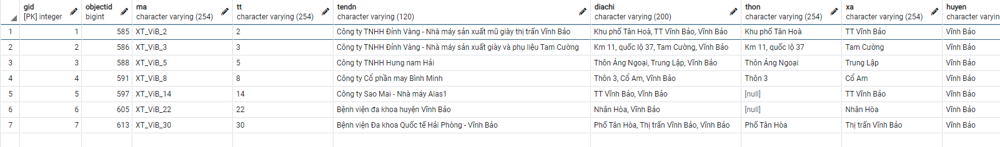 gid objectid ma tt tendn diachi thon xa huyen
[PK] integer bigint character varying (254) character varying (254) character varying (120) character varying (200) character varying (254) character varying (254) character varyin
1 1 585 XT_ViB_2 2 Công ty TNHH Đỉnh Vàng - Nhà máy sản xuất mũ giày thị trấn Vĩnh Bảo Khu phố Tân Hoà, TT Vĩnh Bảo, Vĩnh Bảo Khu phố Tân Hoà TT Vĩnh Bảo Vĩnh Bảo
2 2 586 XT_ViB_3 3 Công ty TNHH Đỉnh Vàng - Nhà máy sản xuất giày và phụ liệu Tam Cường Km 11, quốc lộ 37, Tam Cường, Vĩnh Bảo Km 11, quốc lộ 37 Tam Cường Vĩnh Bảo
3 3 588 XT_ViB_5 5 Công ty TNHH Hưng nam Hải Thôn Áng Ngoại, Trung Lập, Vĩnh Bảo Thôn Áng Ngoại Trung Lập Vĩnh Bảo
4 4 591 XT_ViB_8 8 Công ty Cổ phần may Bình Minh Thôn 3, Cổ Am, Vĩnh Bảo Thôn 3 Cổ Am Vĩnh Bảo
5 5 597 XT_ViB_14 14 Công ty Sao Mai - Nhà máy Alas1 TT Vĩnh Bảo, Vĩnh Bảo [null] TT Vĩnh Bảo Vĩnh Bảo
6 6 605 XT_ViB_22 22 Bệnh viện đa khoa huyện Vĩnh Bảo Nhân Hòa, Vĩnh Bảo [null] Nhân Hòa Vĩnh Bảo
7 7 613 XT_ViB_30 30 Bệnh viện Đa khoa Quốc tế Hải Phòng - Vĩnh Bảo Phố Tân Hòa, Thị trấn Vĩnh Bảo, Vĩnh Bảo Phố Tân Hòa Thị trấn Vĩnh Bảo Vĩnh Bảo